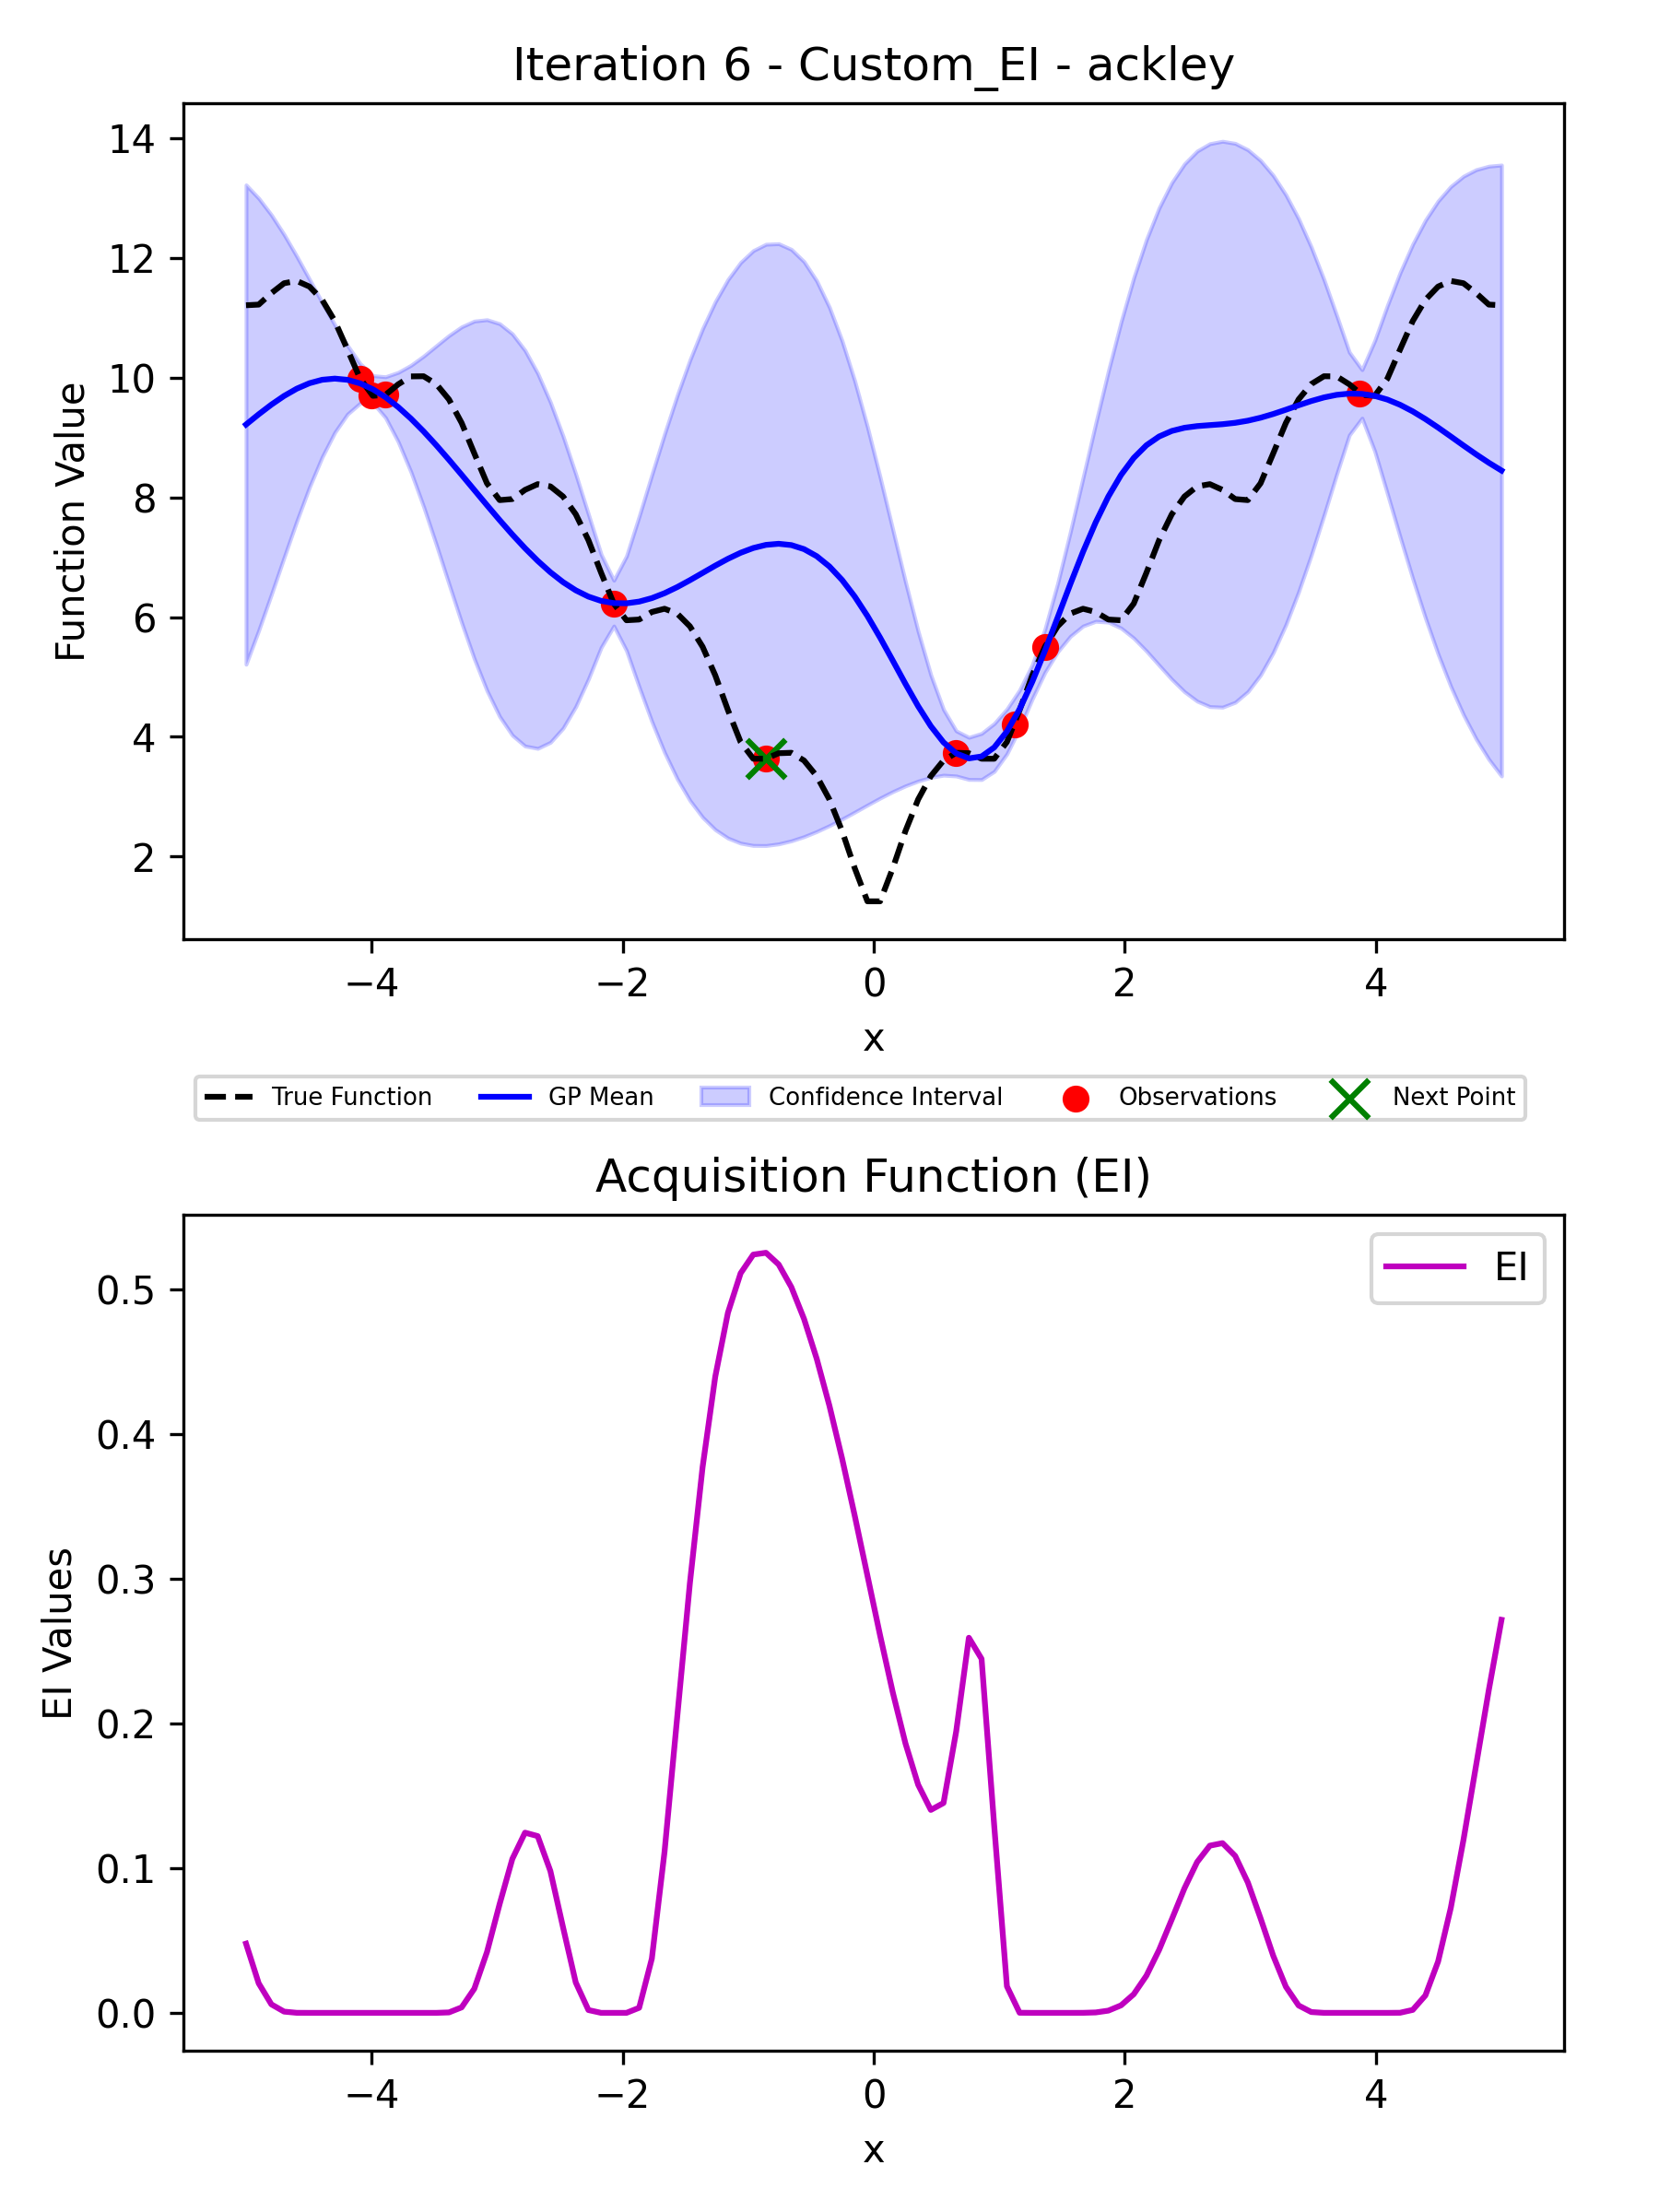 Iteration 6 - Custom_EI - ackley
14
12
10
8
6
4
2
Function Value
−4 −2 0 2 4
x
True Function GP Mean Confidence Interval Observations Next Point
Acquisition Function (EI)
EI
0.5
0.4
0.3
0.2
0.1
0.0
EI Values
−4 −2 0 2 4
x